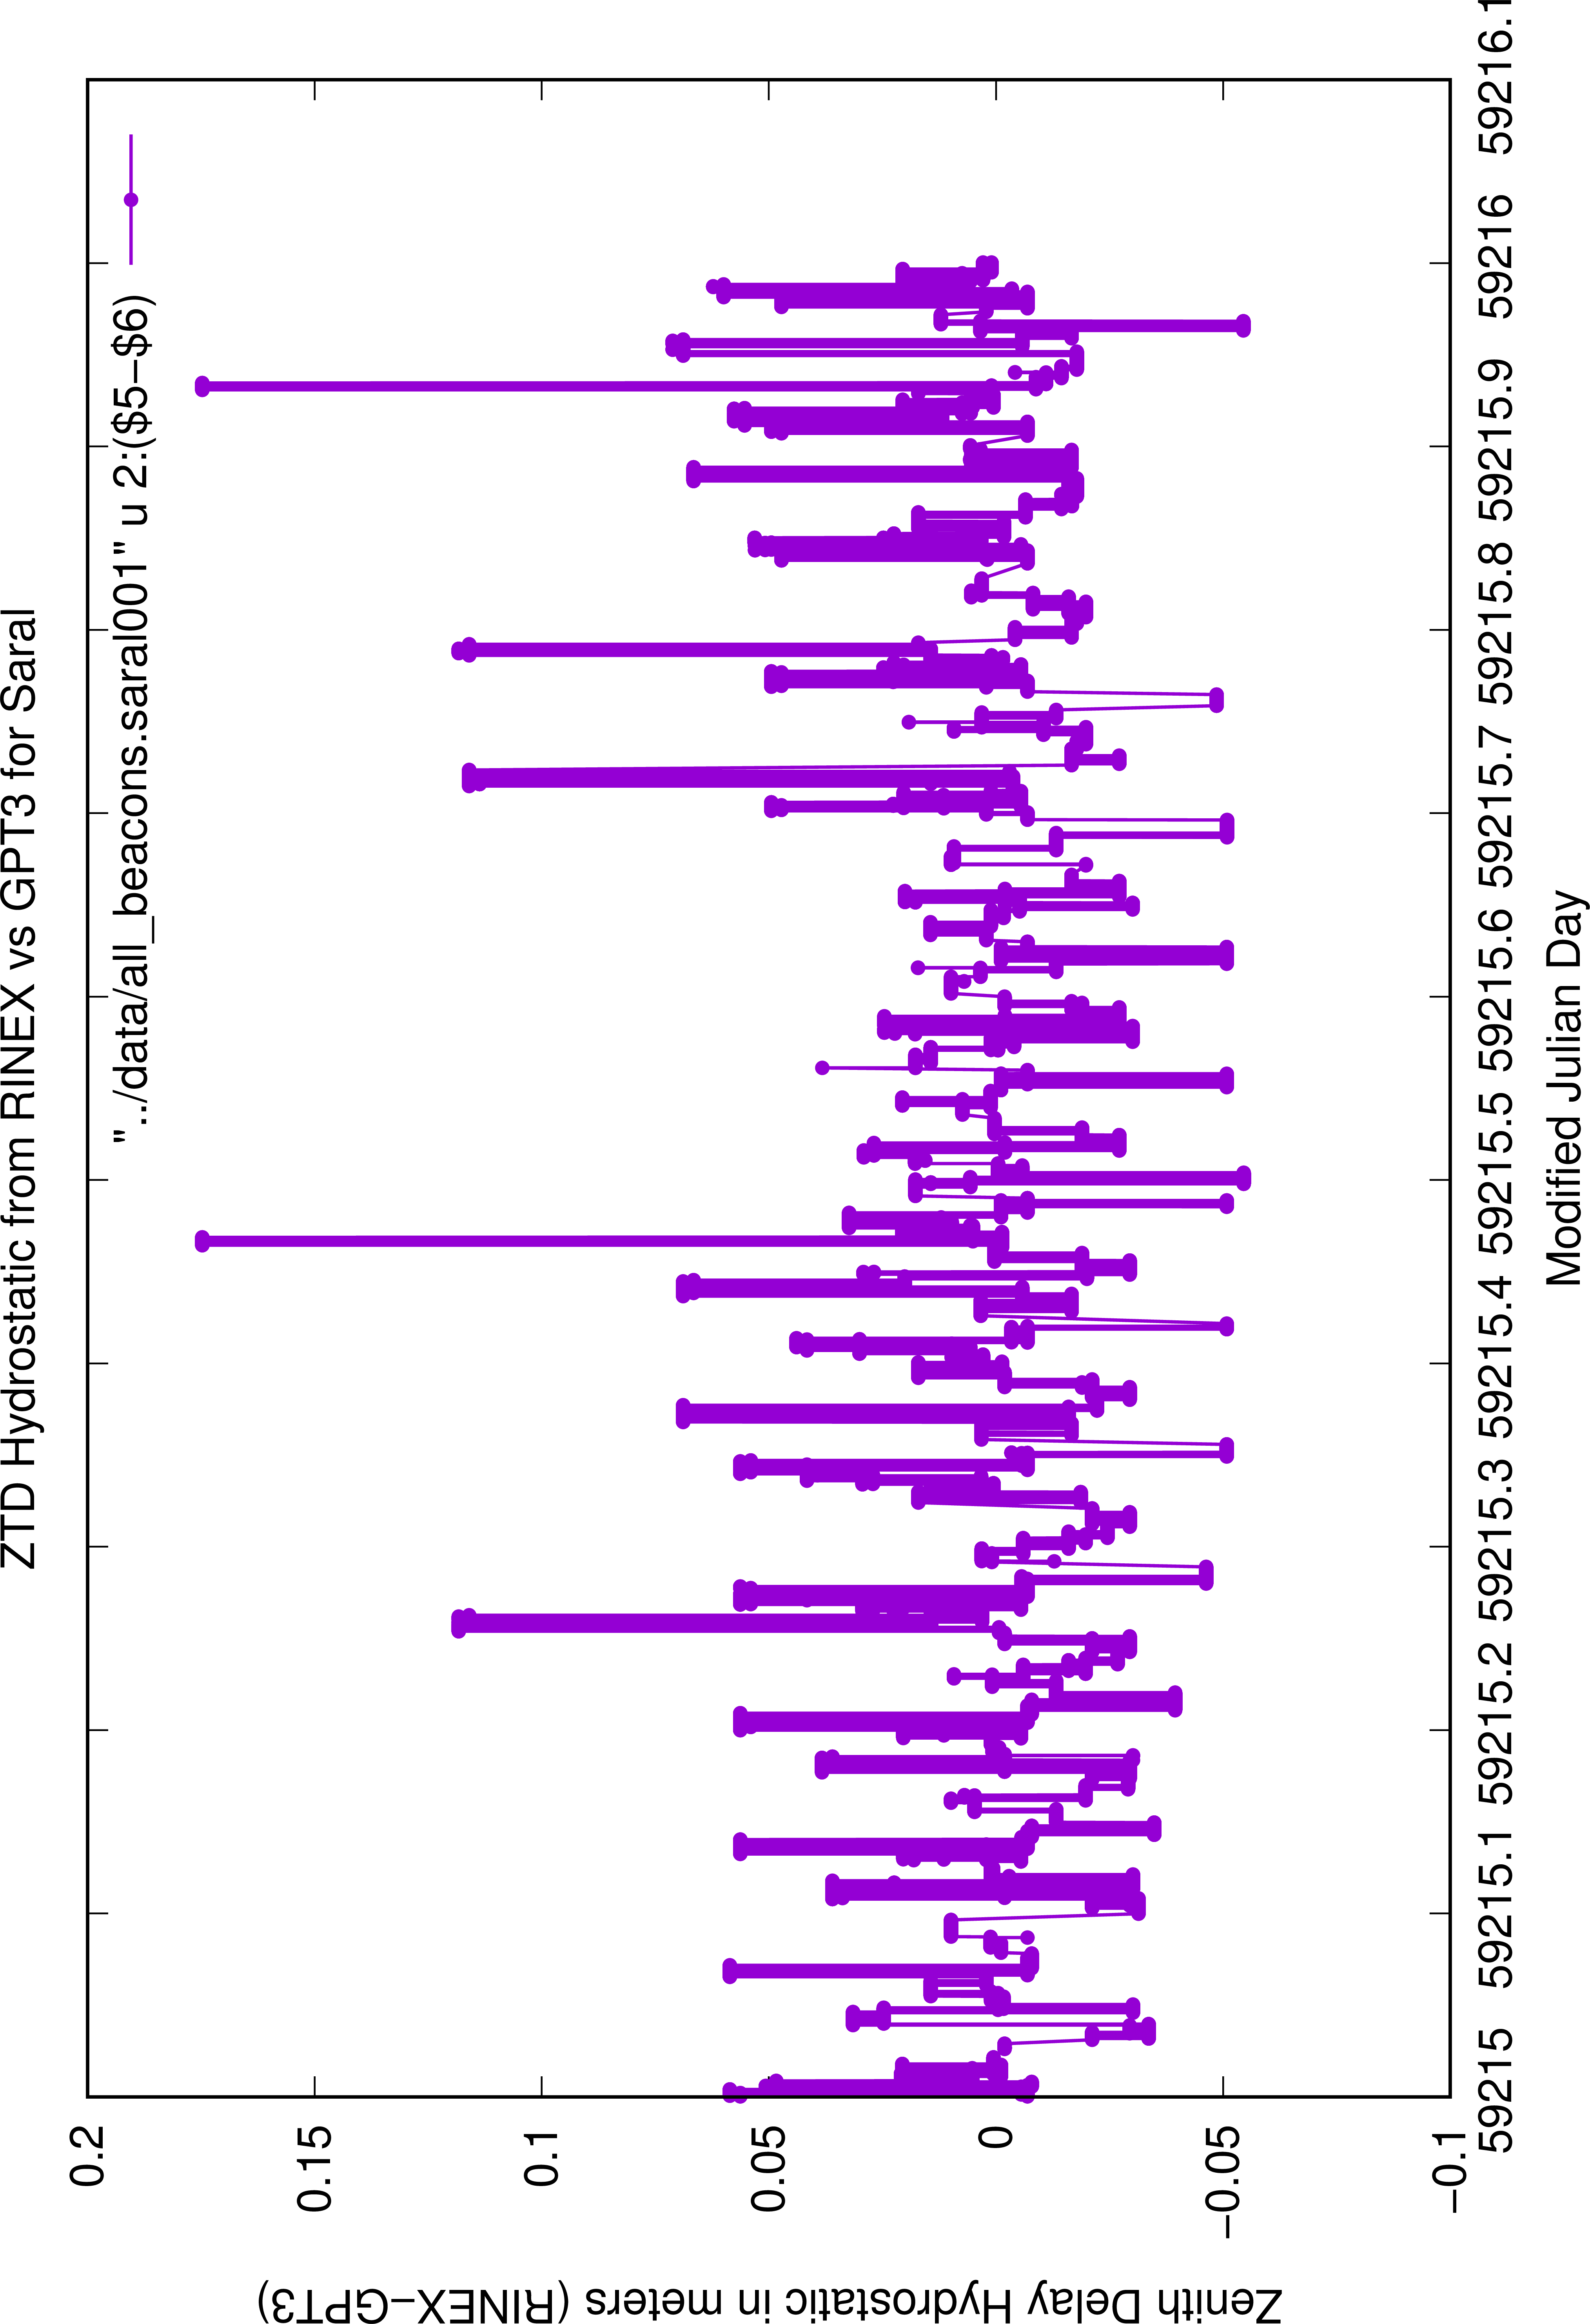 ZTD Hydrostatic from RINEX vs GPT3 for Saral
"../data/all_beacons.saral001" u 2:($5−$6)
Zenith Delay Hydrostatic in meters (RINEX−GPT3)
0.2
0.15
0.1
0.05
0
−0.05
−0.1
59215 59215.1 59215.2 59215.3 59215.4 59215.5 59215.6 59215.7 59215.8 59215.9 59216 59216.1
Modified Julian Day